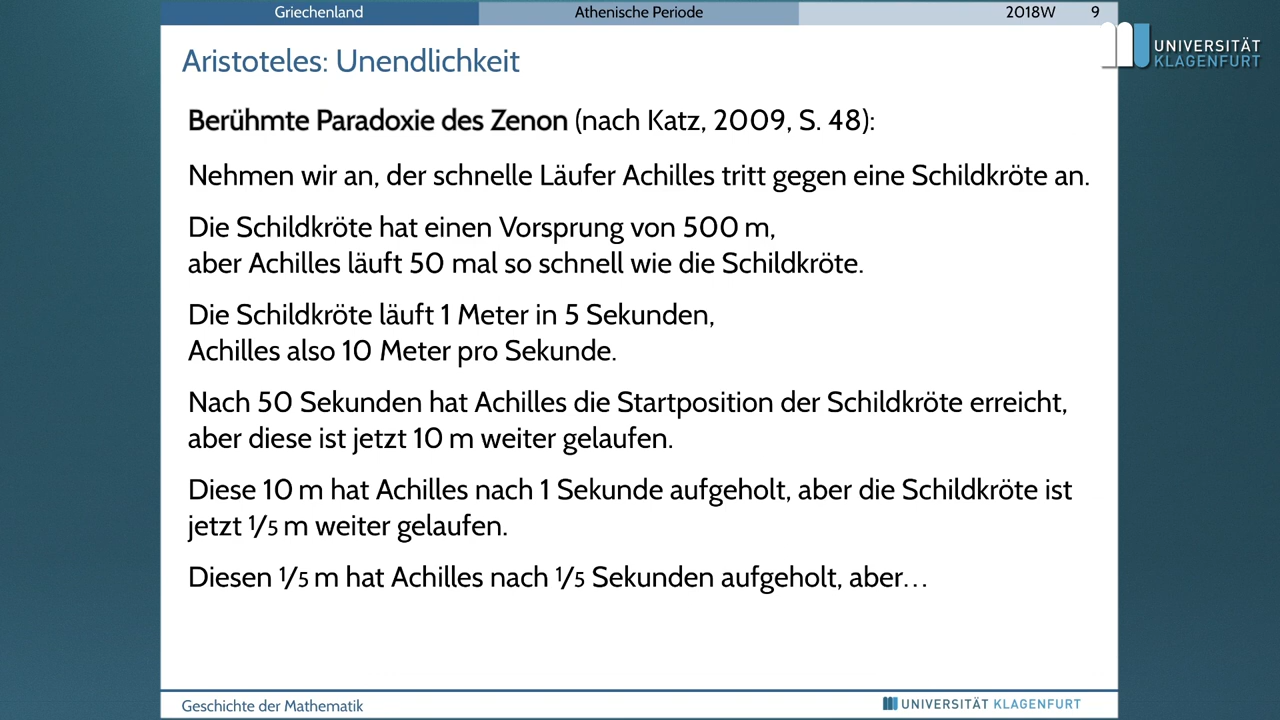 Griechenland Athenische Periode 2018W 9
UNIVERSITÄT
KLAGENFURT
Aristoteles: Unendlichkeit
Berühmte Paradoxie des Zenon (nach Katz, 2009, S. 48):
Nehmen wir an, der schnelle Läufer Achilles tritt gegen eine Schildkröte an.
Die Schildkröte hat einen Vorsprung von 500 m,
aber Achilles läuft 50 mal so schnell wie die Schildkröte.
Die Schildkröte läuft 1 Meter in 5 Sekunden,
Achilles also 10 Meter pro Sekunde.
Nach 50 Sekunden hat Achilles die Startposition der Schildkröte erreicht,
aber diese ist jetzt 10 m weiter gelaufen.
Diese 10 m hat Achilles nach 1 Sekunde aufgeholt, aber die Schildkröte ist
jetzt 1/5 m weiter gelaufen.
Diesen 1/5 m hat Achilles nach 1/5 Sekunden aufgeholt, aber…
Geschichte der Mathematik UNIVERSITÄT KLAGENFURT